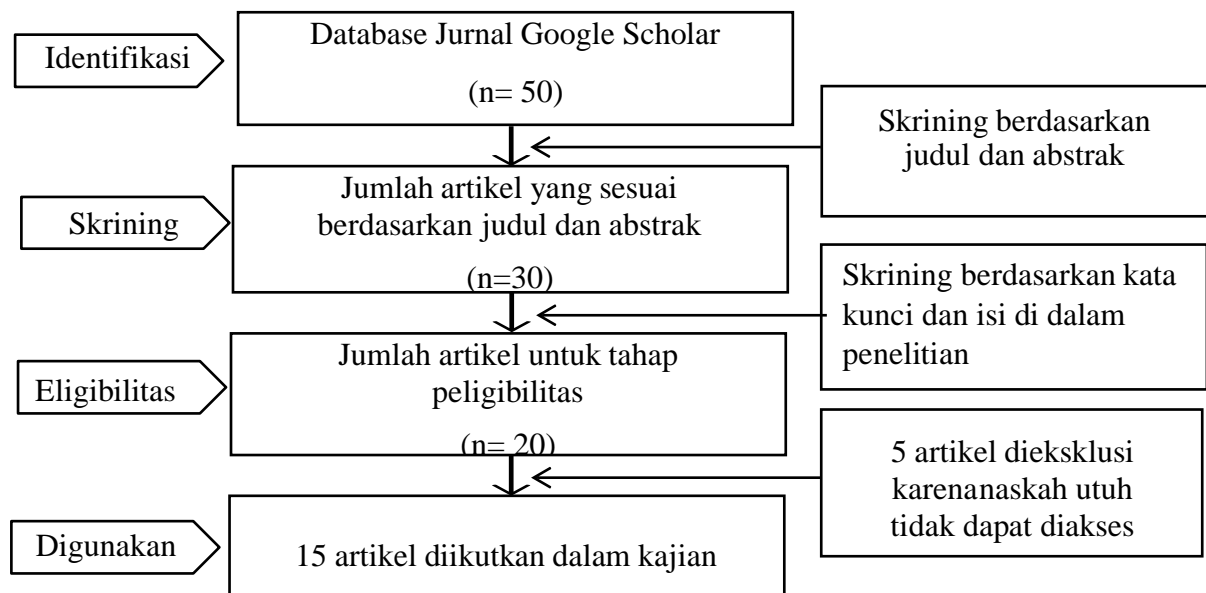 Identifikasi
Database Jurnal Google Scholar
(n= 50)
Skrining berdasarkan
judul dan abstrak
Skrining
Jumlah artikel yang sesuai
berdasarkan judul dan abstrak
(n=30)
Skrining berdasarkan kata
kunci dan isi di dalam
penelitian
Eligibilitas
Jumlah artikel untuk tahap
peligibilitas
(n= 20)
5 artikel dieksklusi
karenanaskah utuh
tidak dapat diakses
Digunakan
15 artikel diikutkan dalam kajian